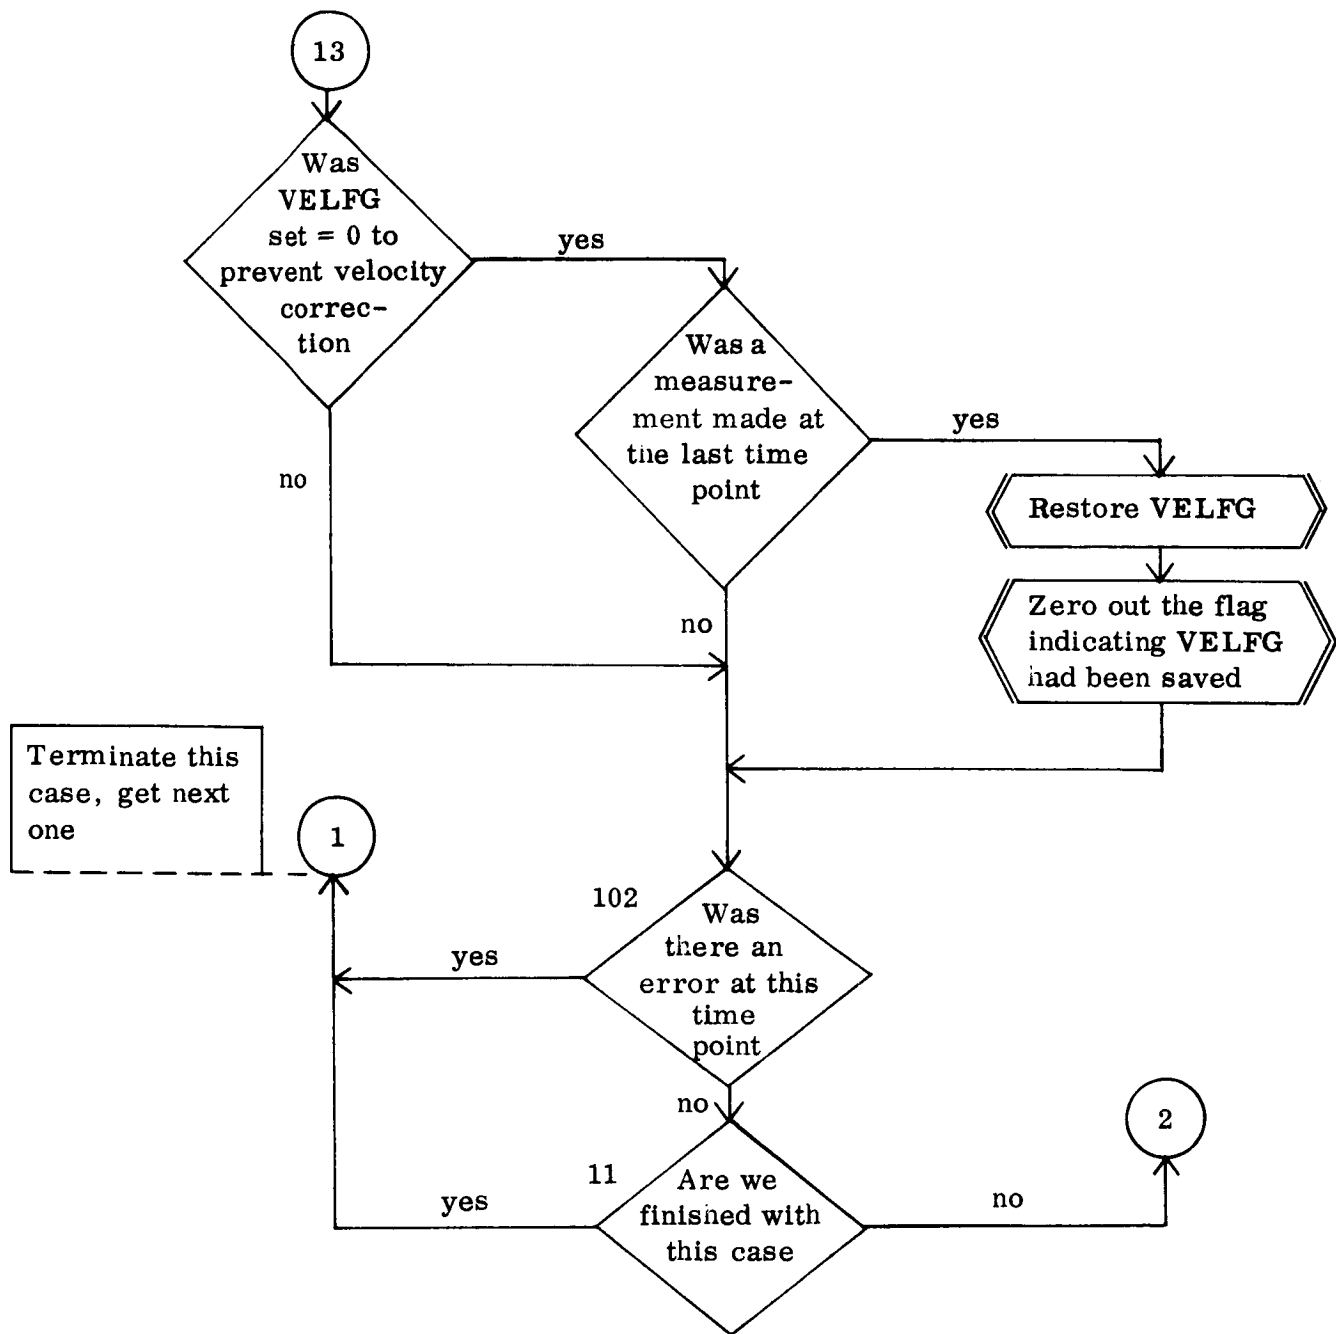 13
Was
VELFG
set = 0 to
prevent velocity
correc-
tion
yes
no
Was a
measure-
ment made at
the last time
point
yes
no
Restore VELFG
Zero out the flag
indicating VELFG
had been saved
Terminate this
case, get next
one
1
102
Was
there an
error at this
time
point
yes
no
11
Are we
finished with
this case
yes
no
2